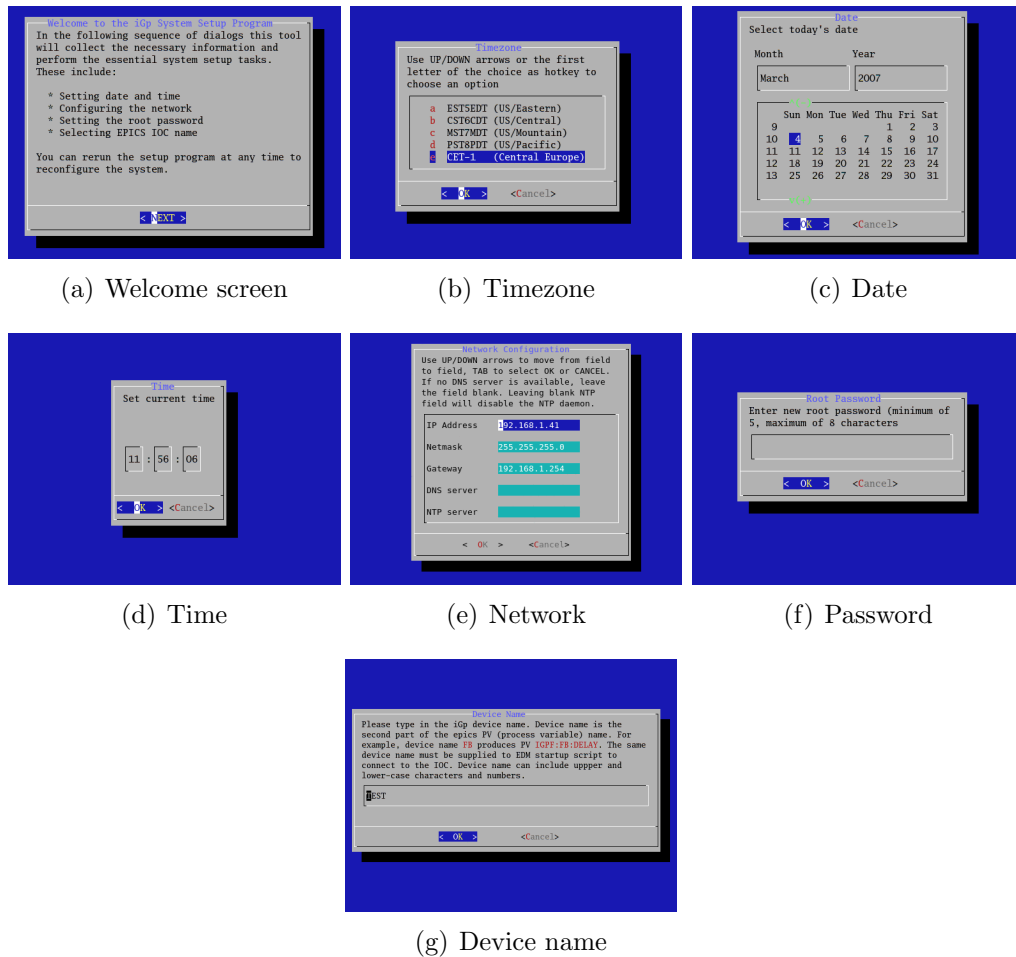 Welcome to the iGp System Setup Program
In the following sequence of dialogs this tool
will collect the necessary information and
perform the essential system setup tasks.
These include:
* Setting date and time
* Configuring the network
* Setting the root password
* Selecting EPICS IOC name
You can rerun the setup program at any time to
reconfigure the system.
< NEXT >
(a) Welcome screen
Timezone
Use UP/DOWN arrows or the first
letter of the choice as hotkey to
choose an option
a EST5EDT (US/Eastern)
b CST6CDT (US/Central)
c MST7MDT (US/Mountain)
d PST8PDT (US/Pacific)
e CET-1 (Central Europe)
< OK > <Cancel>
(b) Timezone
Date
Select today's date
Month Year
March 2007
Sun Mon Tue Wed Thu Fri Sat
9 1 2 3
10 4 5 6 7 8 9 10
11 11 12 13 14 15 16 17
12 18 19 20 21 22 23 24
13 25 26 27 28 29 30 31
< OK > <Cancel>
(c) Date
Time
Set current time
11 : 56 : 06
< OK > <Cancel>
(d) Time
Network Configuration
Use UP/DOWN arrows to move from field
to field, TAB to select OK or CANCEL.
If no DNS server is available, leave
the field blank. Leaving blank NTP
field will disable the NTP daemon.
IP Address 192.168.1.41
Netmask 255.255.255.0
Gateway 192.168.1.254
DNS server
NTP server
< OK > <Cancel>
(e) Network
Root Password
Enter new root password (minimum of
5, maximum of 8 characters
< OK > <Cancel>
(f) Password
Device Name
Please type in the iGp device name. Device name is the
second part of the epics PV (process variable) name. For
example, device name FB produces PV IGPF:FB:DELAY. The same
device name must be supplied to EDM startup script to
connect to the IOC. Device name can include uppper and
lower-case characters and numbers.
TEST
< OK > <Cancel>
(g) Device name